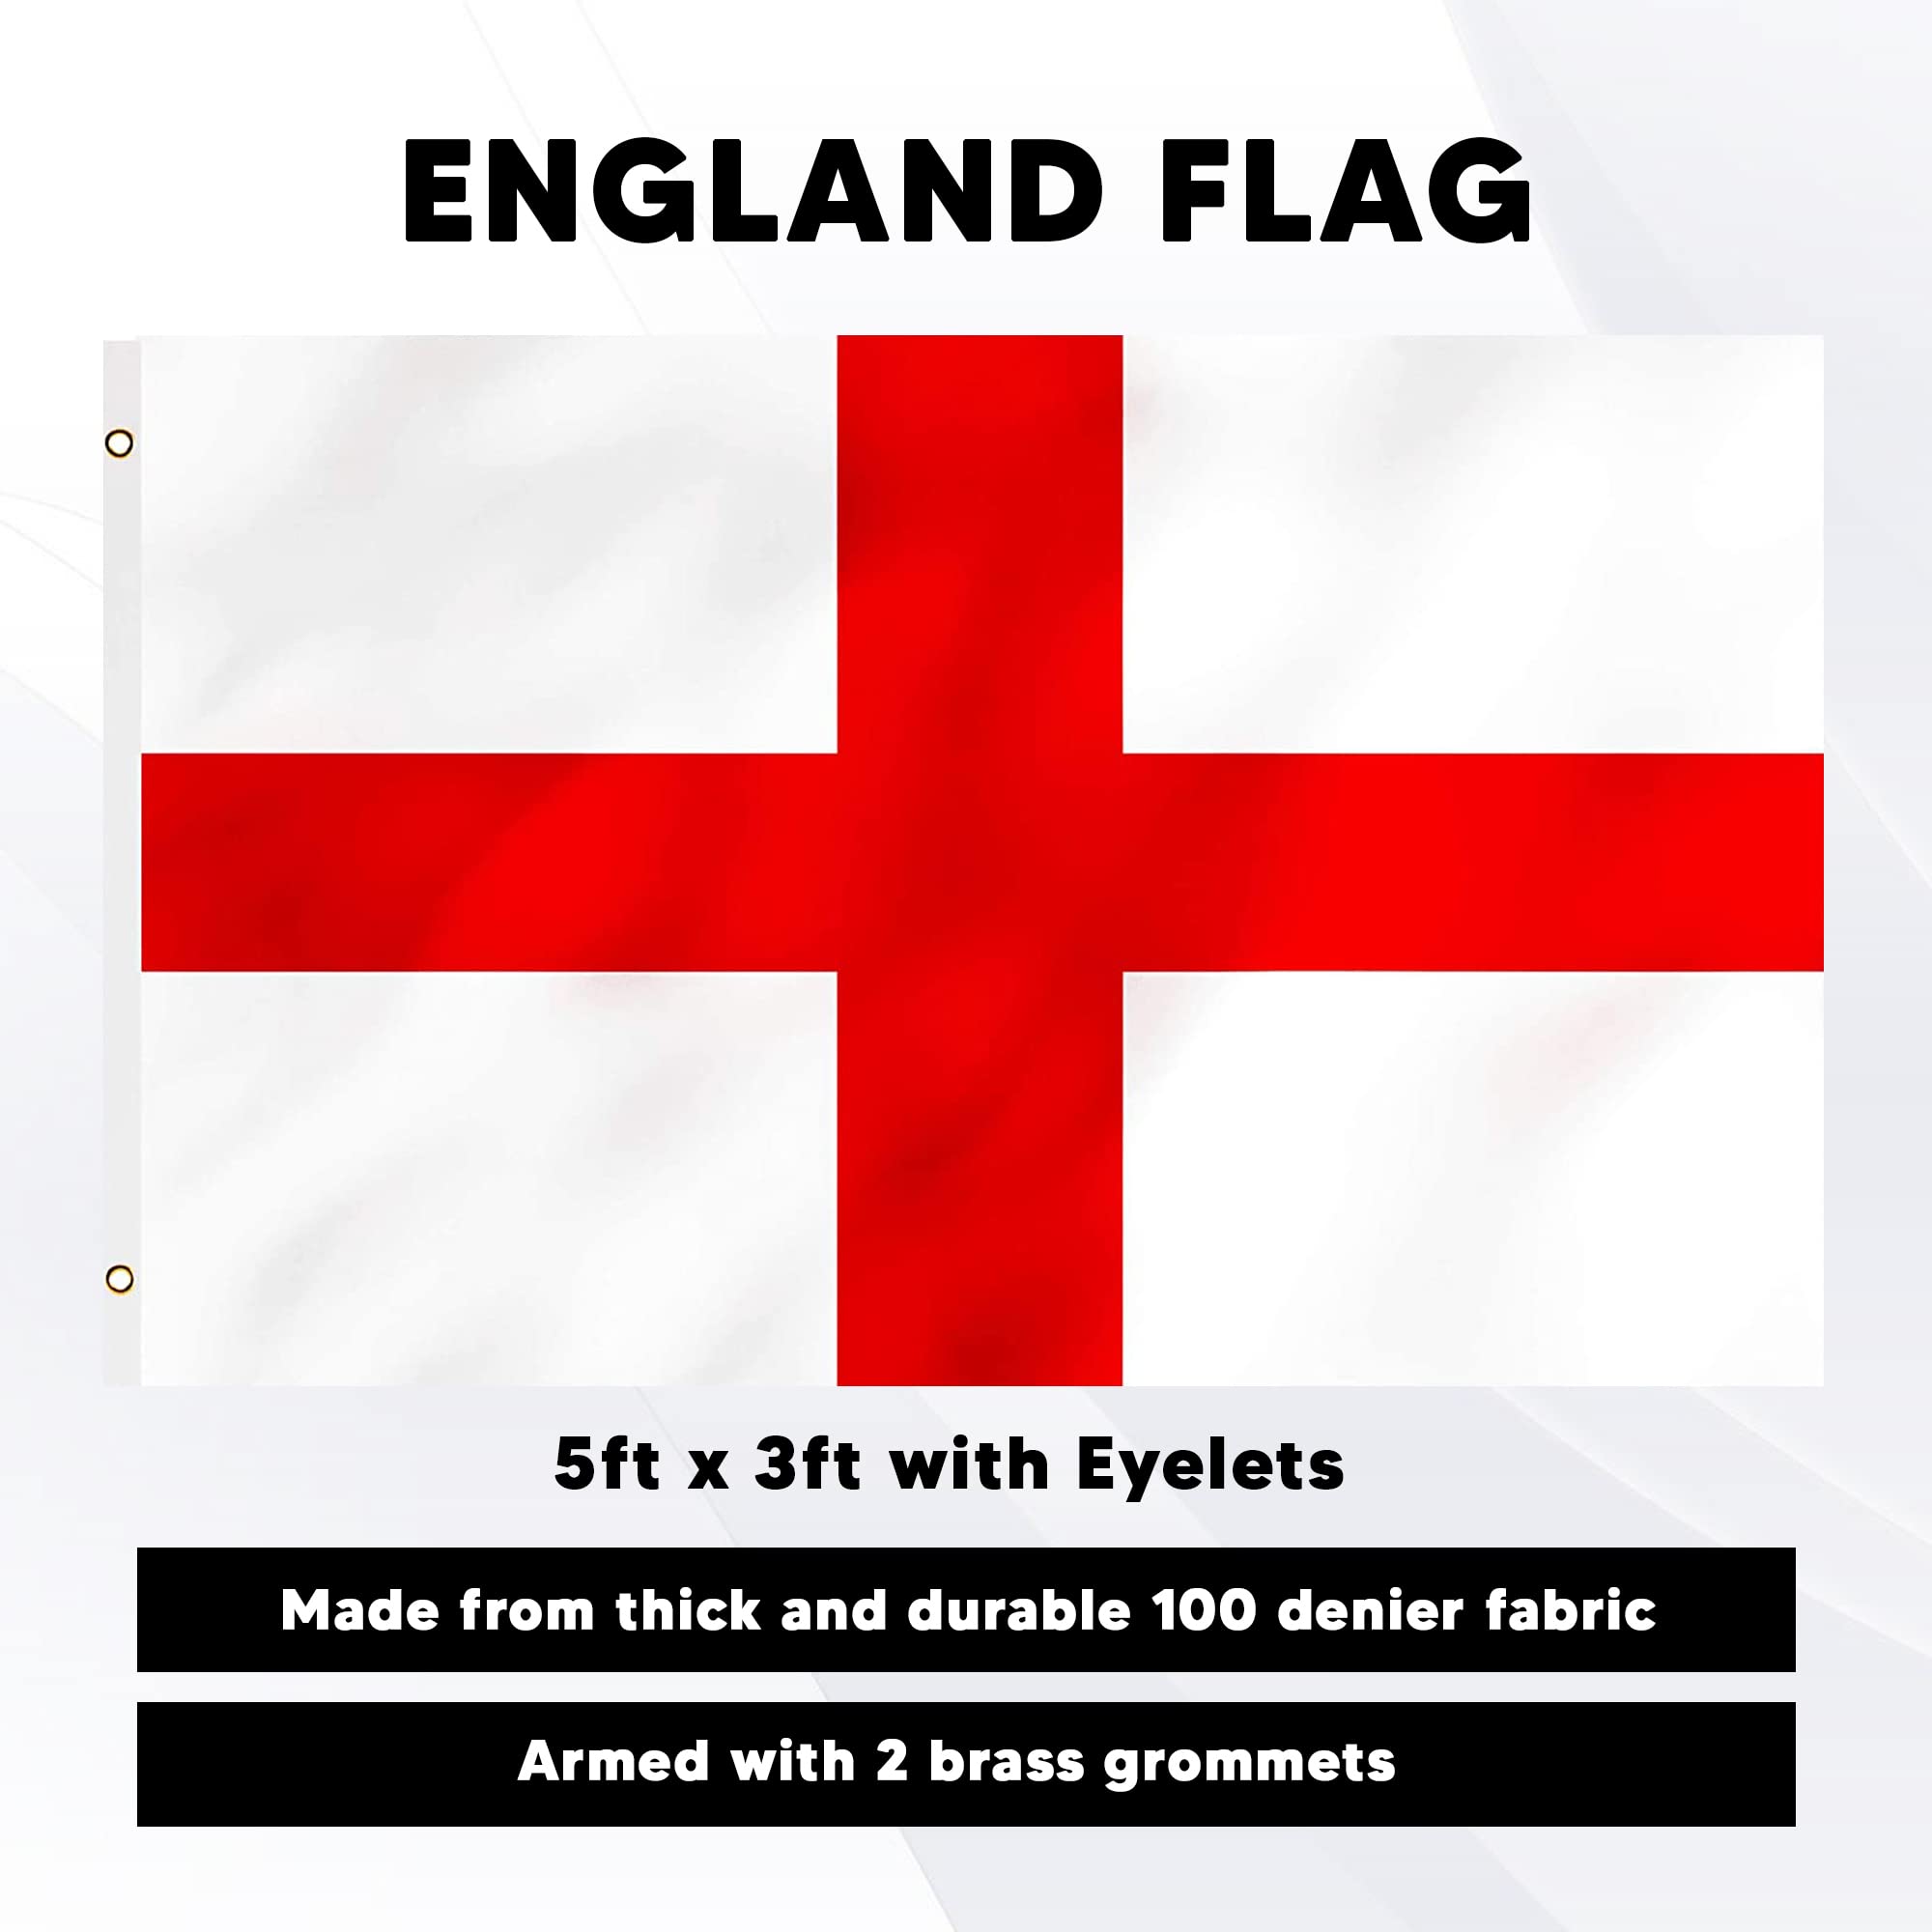 ENGLAND FLAG
5ft x 3ft with Eyelets
Made from thick and durable 100 denier fabric
Armed with 2 brass grommets